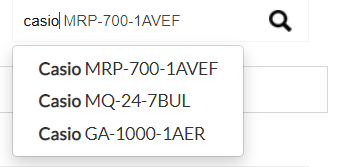 casio MRP-700-1AVEF
Casio MRP-700-1AVEF
Casio MQ-24-7BUL
Casio GA-1000-1AER